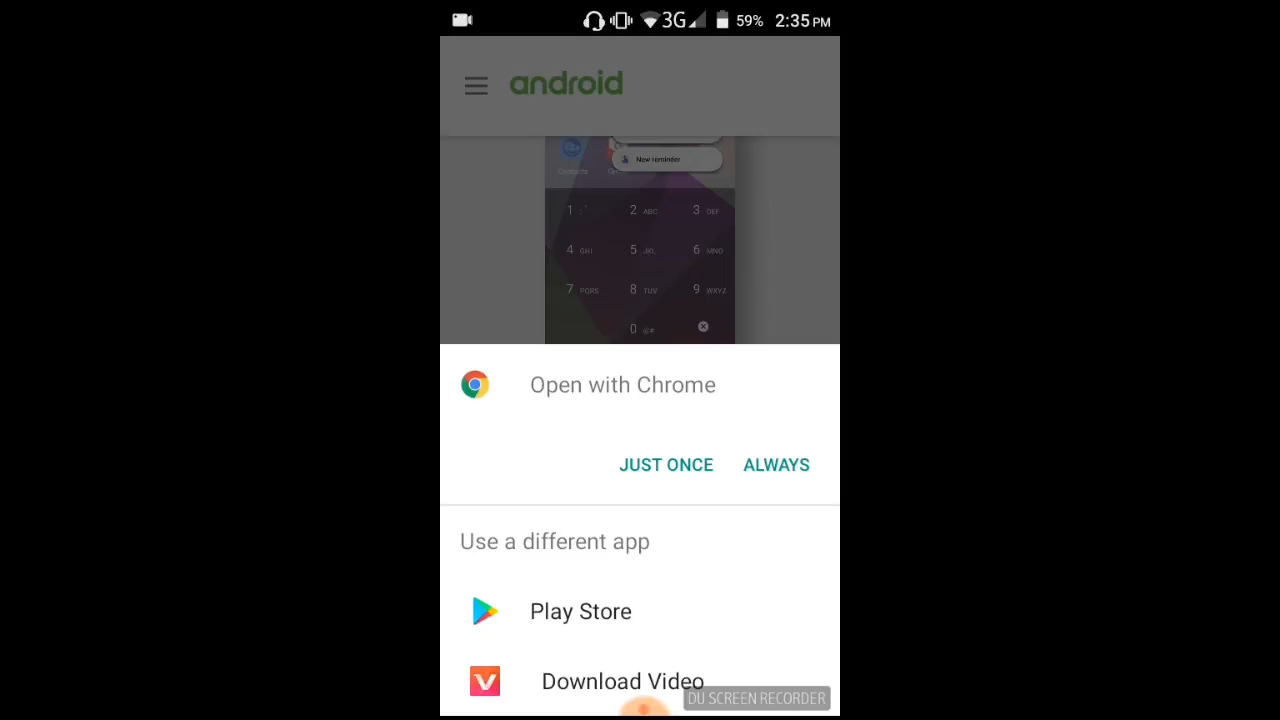 3G 59% 2:35 PM
android
New reminder
Contacts
1
2 ABC
3 DEF
4 GHI
5 JKL
6 MNO
7 PQRS
8 TUV
9 WXYZ
0 @#
Open with Chrome
JUST ONCE ALWAYS
Use a different app
Play Store
Download Video
DU SCREEN RECORDER